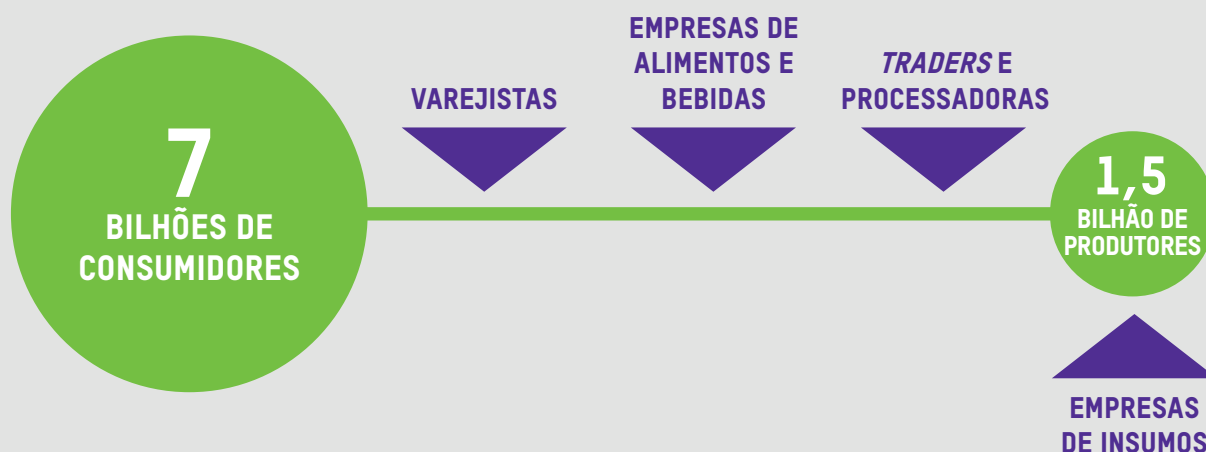 7
BILHÕES DE
CONSUMIDORES
VAREJISTAS
EMPRESAS DE
ALIMENTOS E
BEBIDAS
TRADERS E
PROCESSADORAS
1,5
BILHÃO DE
PRODUTORES
EMPRESAS
DE INSUMOS